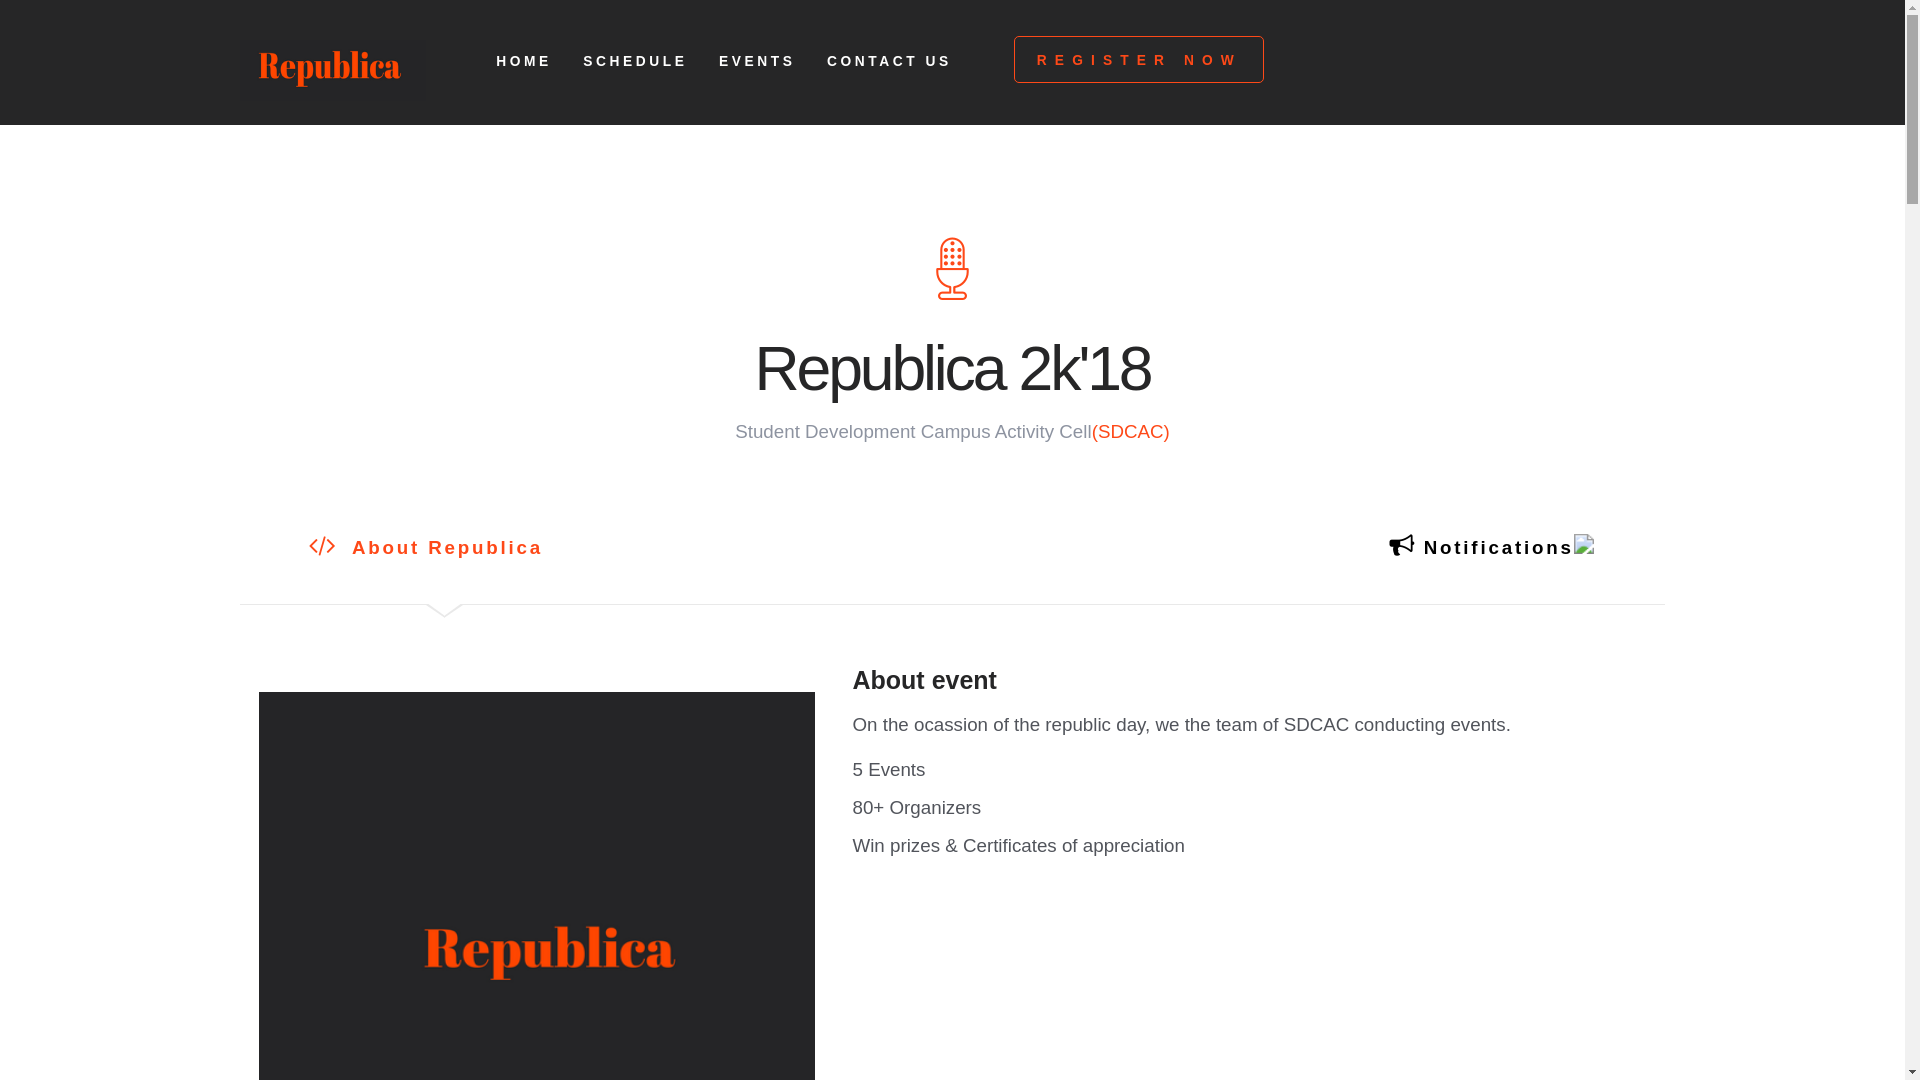 Republica
HOME SCHEDULE EVENTS CONTACT US REGISTER NOW
Republica 2k'18
Student Development Campus Activity Cell(SDCAC)
About Republica
Notifications
About event
On the ocassion of the republic day, we the team of SDCAC conducting events.
5 Events
80+ Organizers
Win prizes & Certificates of appreciation
Republica